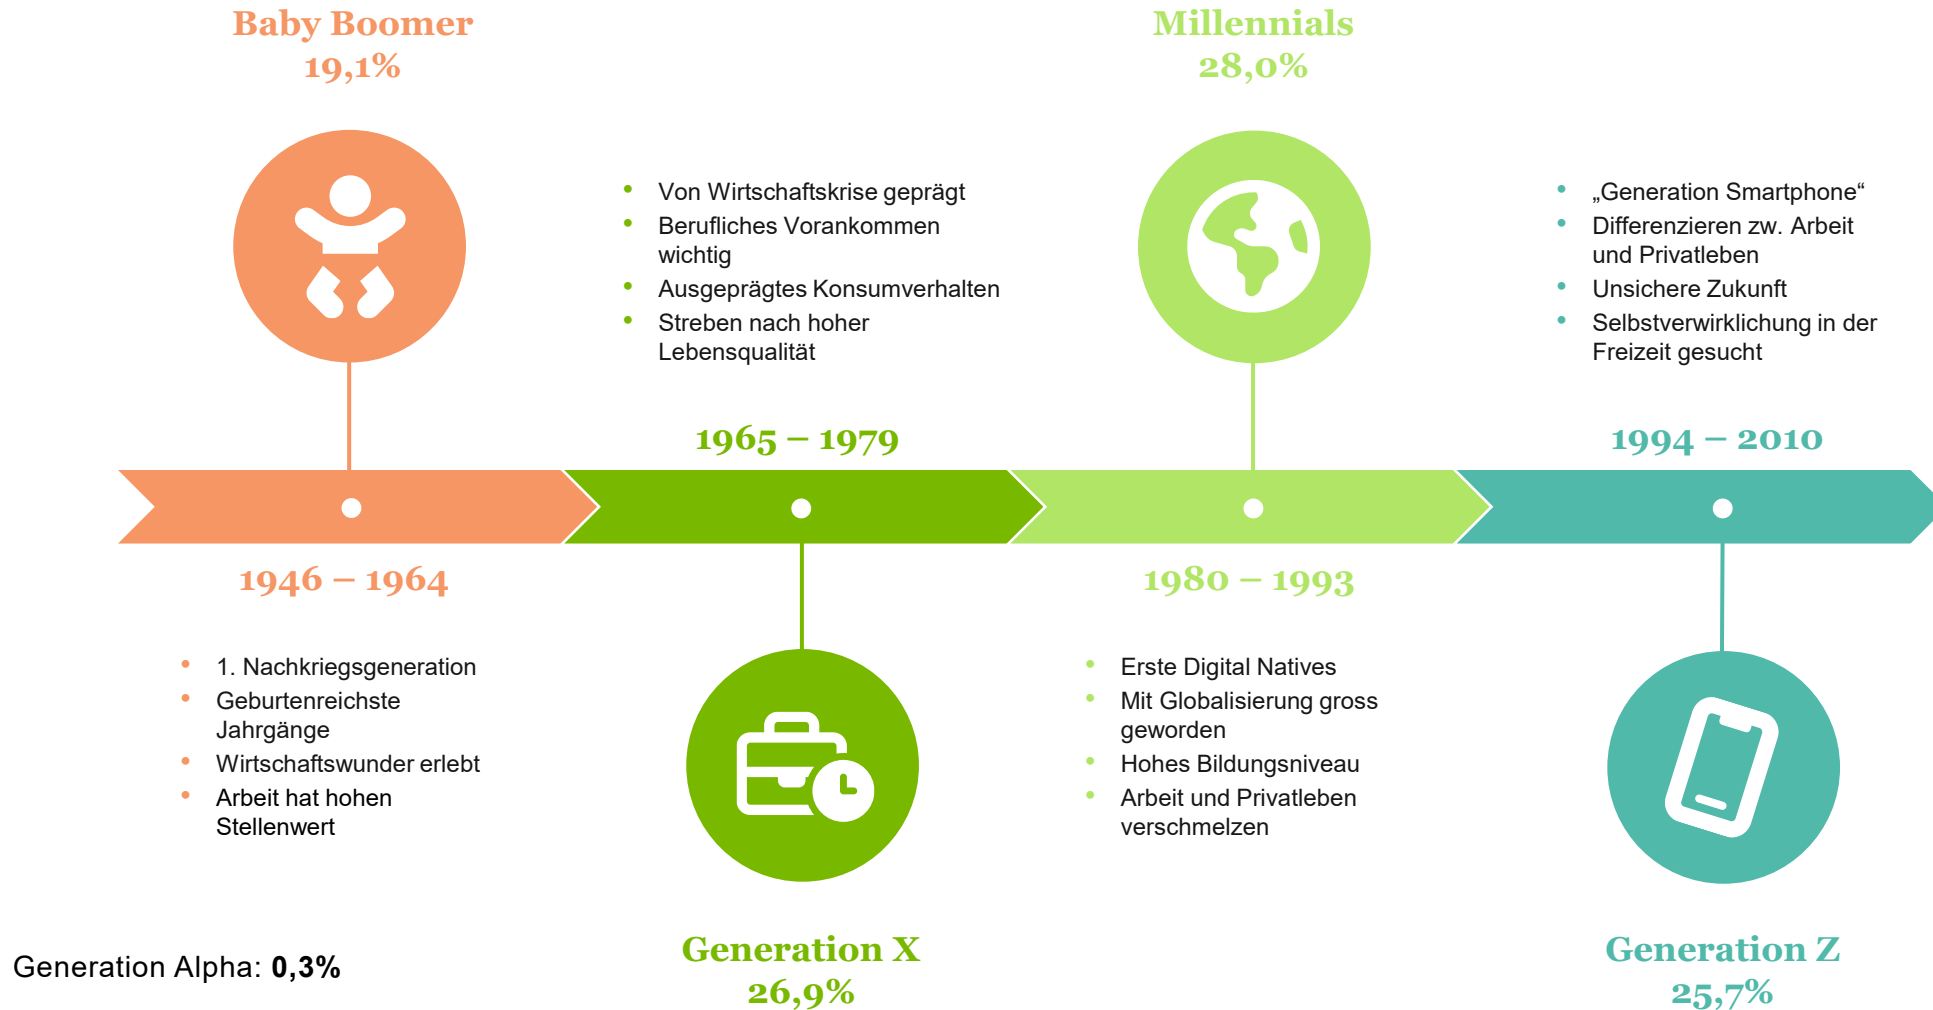 Baby Boomer
19,1%
1946 – 1964
• 1. Nachkriegsgeneration
• Geburtenreichste
Jahrgänge
• Wirtschaftswunder erlebt
• Arbeit hat hohen
Stellenwert
• Von Wirtschaftskrise geprägt
• Berufliches Vorankommen
wichtig
• Ausgeprägtes Konsumverhalten
• Streben nach hoher
Lebensqualität
1965 – 1979
Generation X
26,9%
Millennials
28,0%
1980 – 1993
• Erste Digital Natives
• Mit Globalisierung gross
geworden
• Hohes Bildungsniveau
• Arbeit und Privatleben
verschmelzen
• „Generation Smartphone“
• Differenzieren zw. Arbeit
und Privatleben
• Unsichere Zukunft
• Selbstverwirklichung in der
Freizeit gesucht
1994 – 2010
Generation Z
25,7%
Generation Alpha: 0,3%